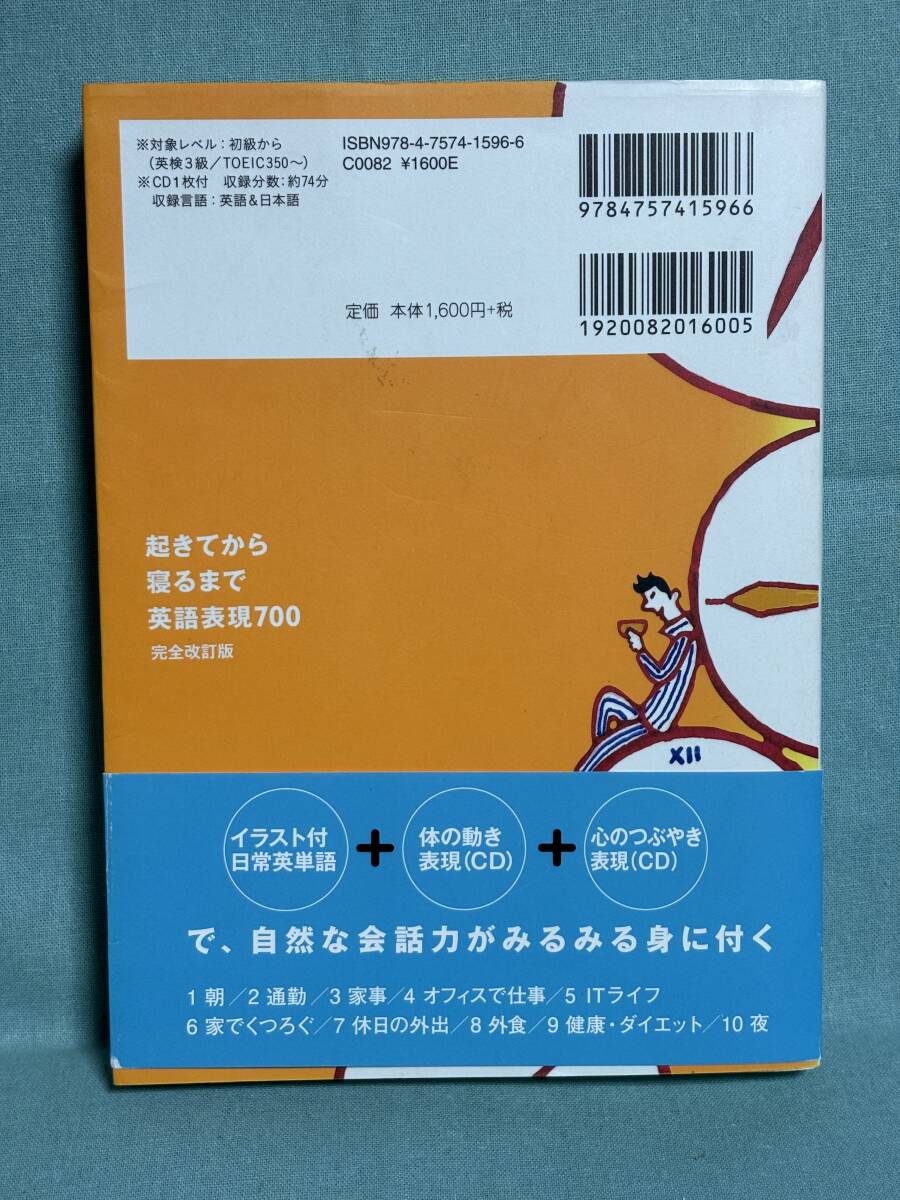 ※対象レベル：初級から
（英検3級／TOEIC350〜）
※CD1枚付　収録分数：約74分
収録言語：英語&日本語
ISBN978-4-7574-1596-6
C0082 ¥1600E
定価 本体1,600円+税
9784757415966
1920082016005
起きてから
寝るまで
英語表現700
完全改訂版
XII
イラスト付
日常英単語
+
体の動き
表現(CD)
+
心のつぶやき
表現(CD)
で、自然な会話力がみるみる身に付く
1 朝／2 通勤／3 家事／4 オフィスで仕事／5 ITライフ
6 家でくつろぐ／7 休日の外出／8 外食／9 健康・ダイエット／10 夜